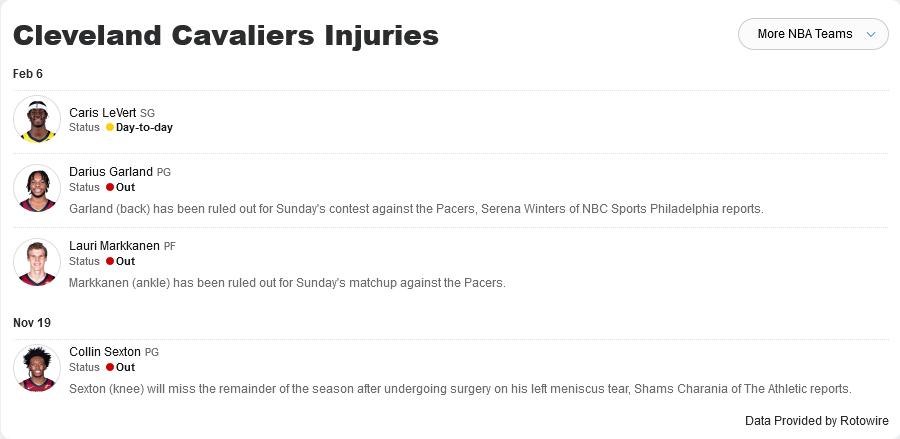 Cleveland Cavaliers Injuries
More NBA Teams
Feb 6
Caris LeVert SG
Status Day-to-day
Darius Garland PG
Status Out
Garland (back) has been ruled out for Sunday's contest against the Pacers, Serena Winters of NBC Sports Philadelphia reports.
Lauri Markkanen PF
Status Out
Markkanen (ankle) has been ruled out for Sunday's matchup against the Pacers.
Nov 19
Collin Sexton PG
Status Out
Sexton (knee) will miss the remainder of the season after undergoing surgery on his left meniscus tear, Shams Charania of The Athletic reports.
Data Provided by Rotowire